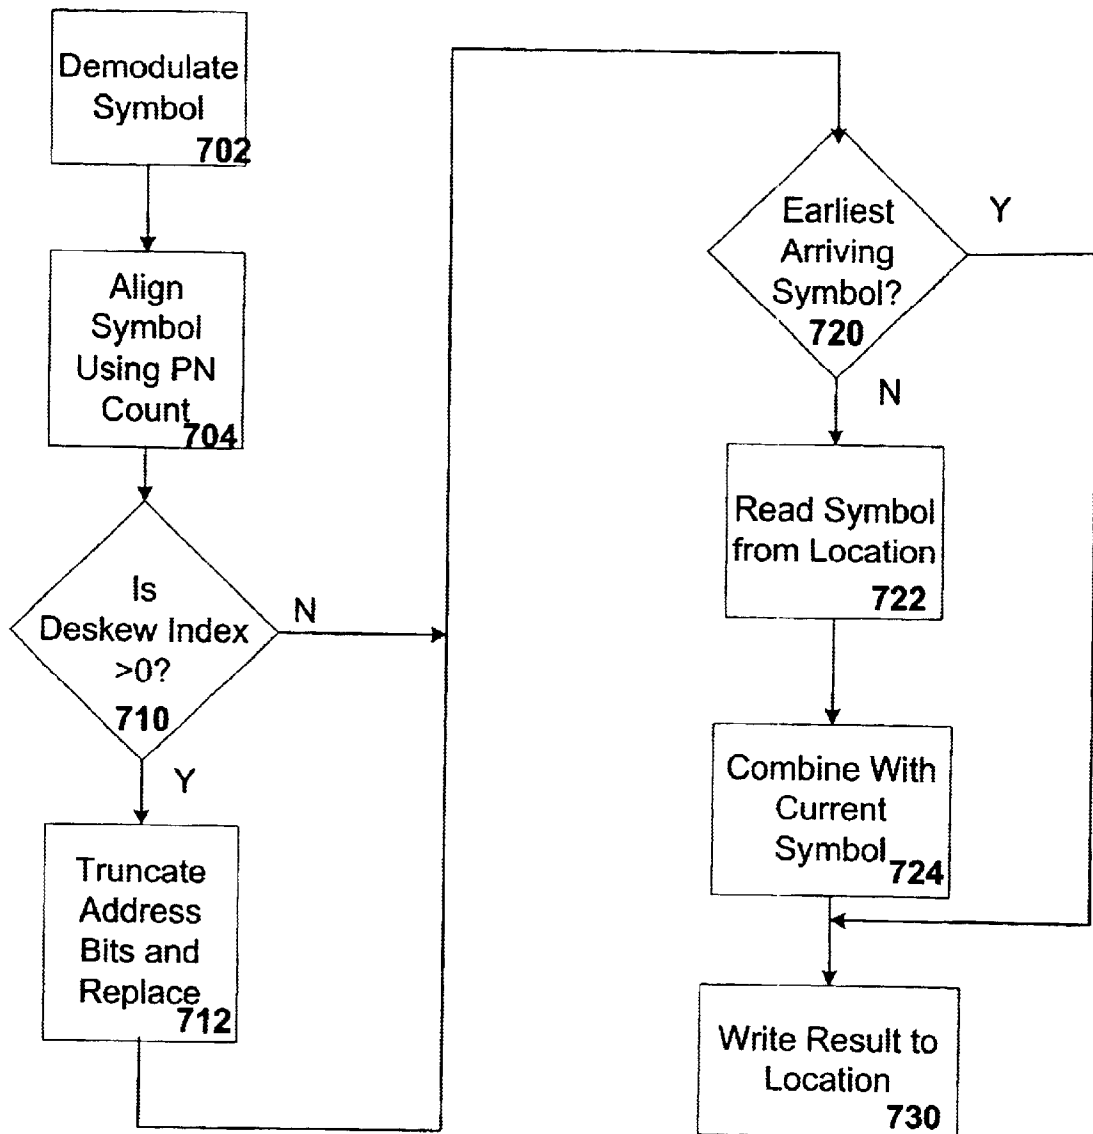 Demodulate
Symbol
702
Align
Symbol
Using PN
Count
704
Is
Deskew Index
>0?
710
N
Y
Truncate
Address
Bits and
Replace
712
Earliest
Arriving
Symbol?
720
Y
N
Read Symbol
from Location
722
Combine With
Current
Symbol
724
Write Result to
Location
730